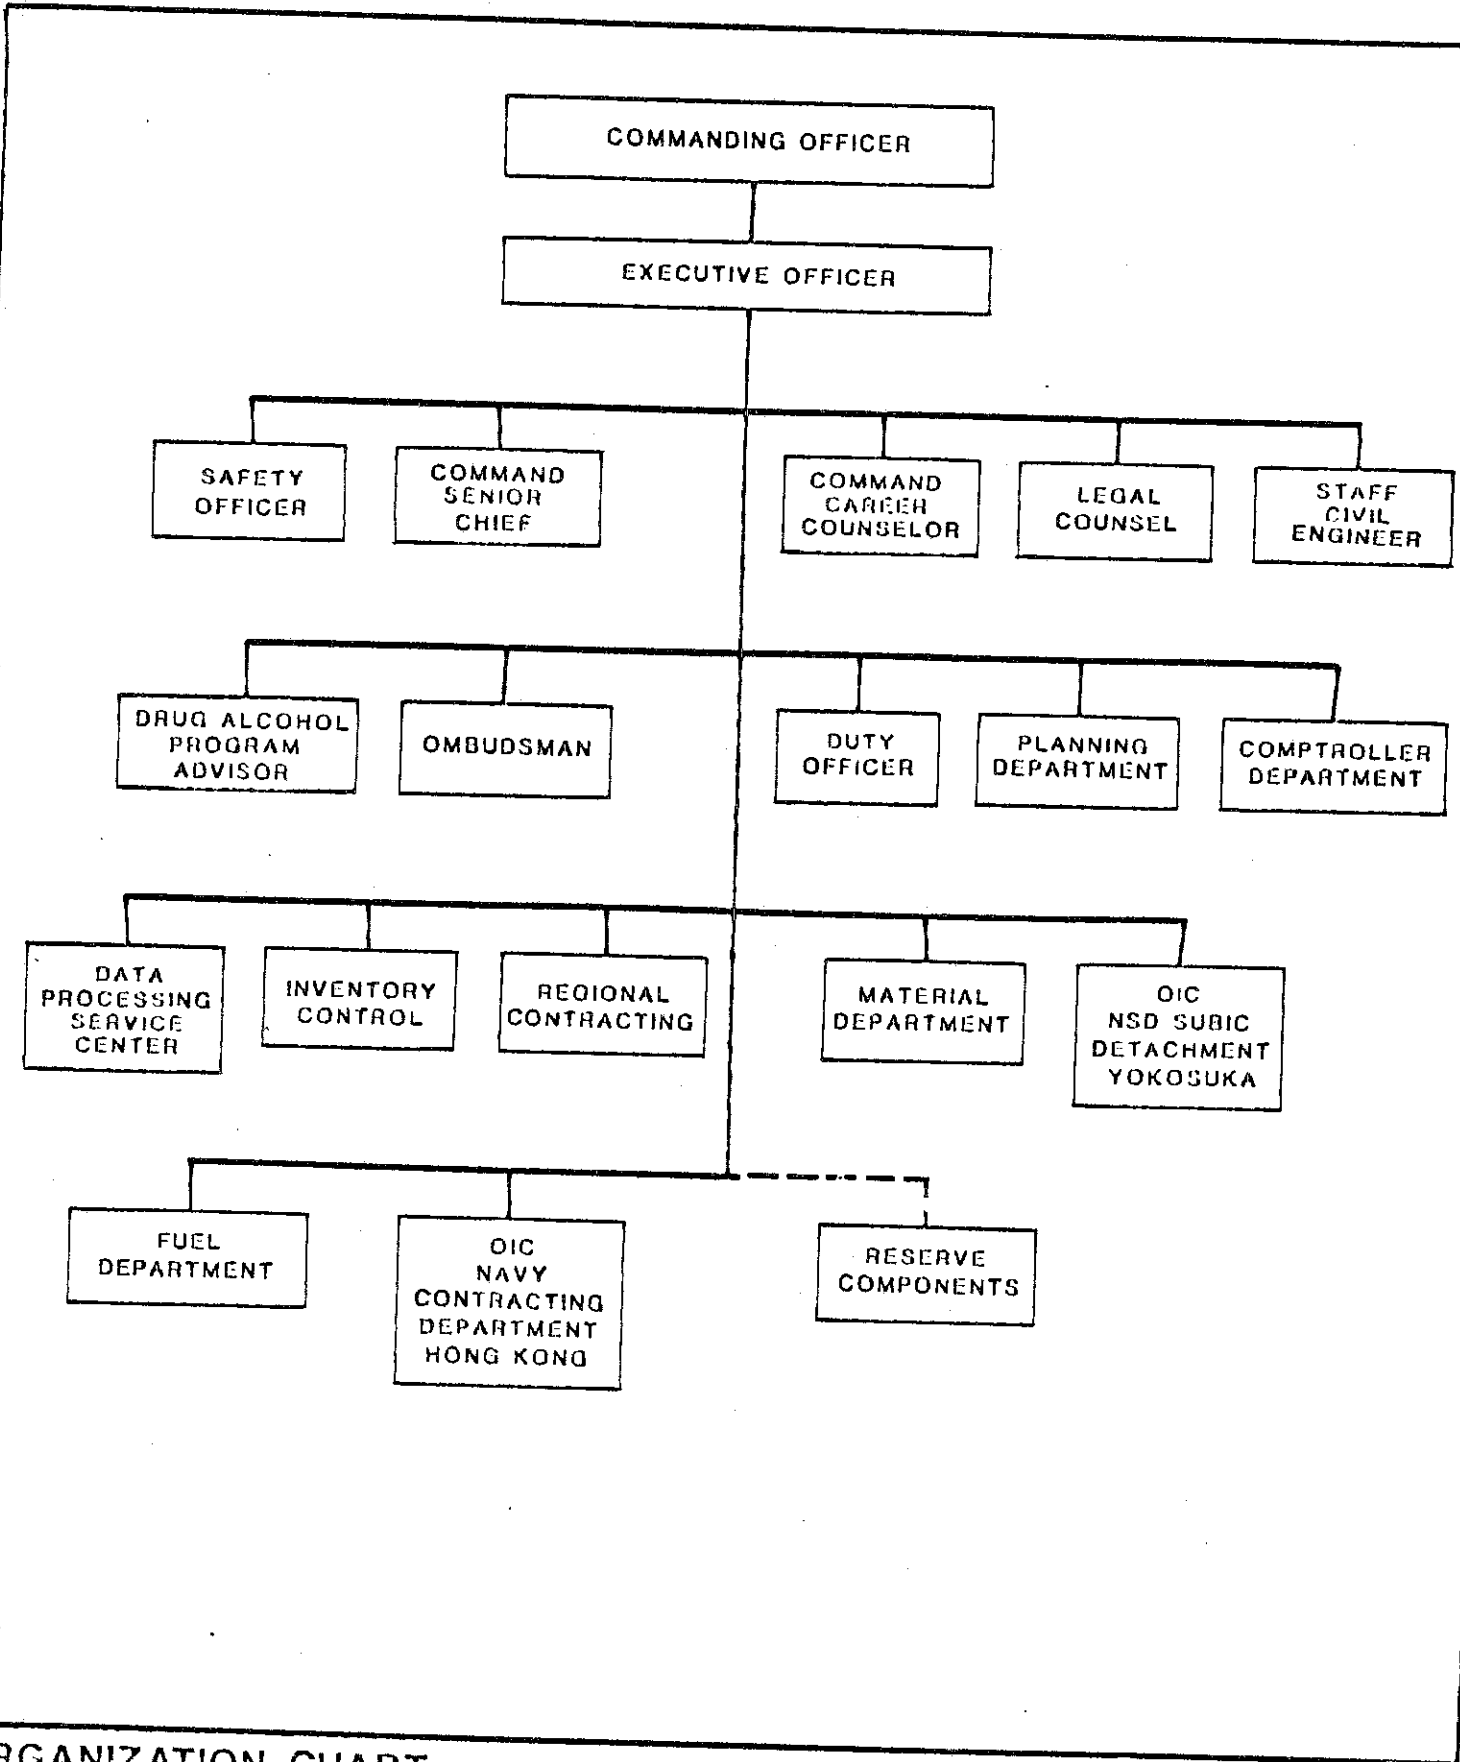 COMMANDING OFFICER
EXECUTIVE OFFICER
SAFETY
OFFICER
COMMAND
SENIOR
CHIEF
COMMAND
CAREER
COUNSELOR
LEGAL
COUNSEL
STAFF
CIVIL
ENGINEER
DRUG ALCOHOL
PROGRAM
ADVISOR
OMBUDSMAN
DUTY
OFFICER
PLANNING
DEPARTMENT
COMPTROLLER
DEPARTMENT
DATA
PROCESSING
SERVICE
CENTER
INVENTORY
CONTROL
REGIONAL
CONTRACTING
MATERIAL
DEPARTMENT
OIC
NSD SUBIC
DETACHMENT
YOKOSUKA
FUEL
DEPARTMENT
OIC
NAVY
CONTRACTING
DEPARTMENT
HONG KONG
RESERVE
COMPONENTS
RGANIZATION CHART